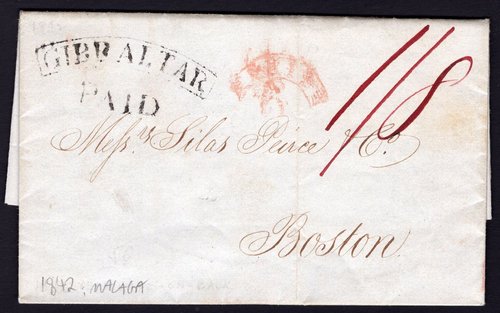 GIBRALTAR
PAID
1/8
Mess.rs Silas Peirce & Co.
Boston.
1842. MALAGA